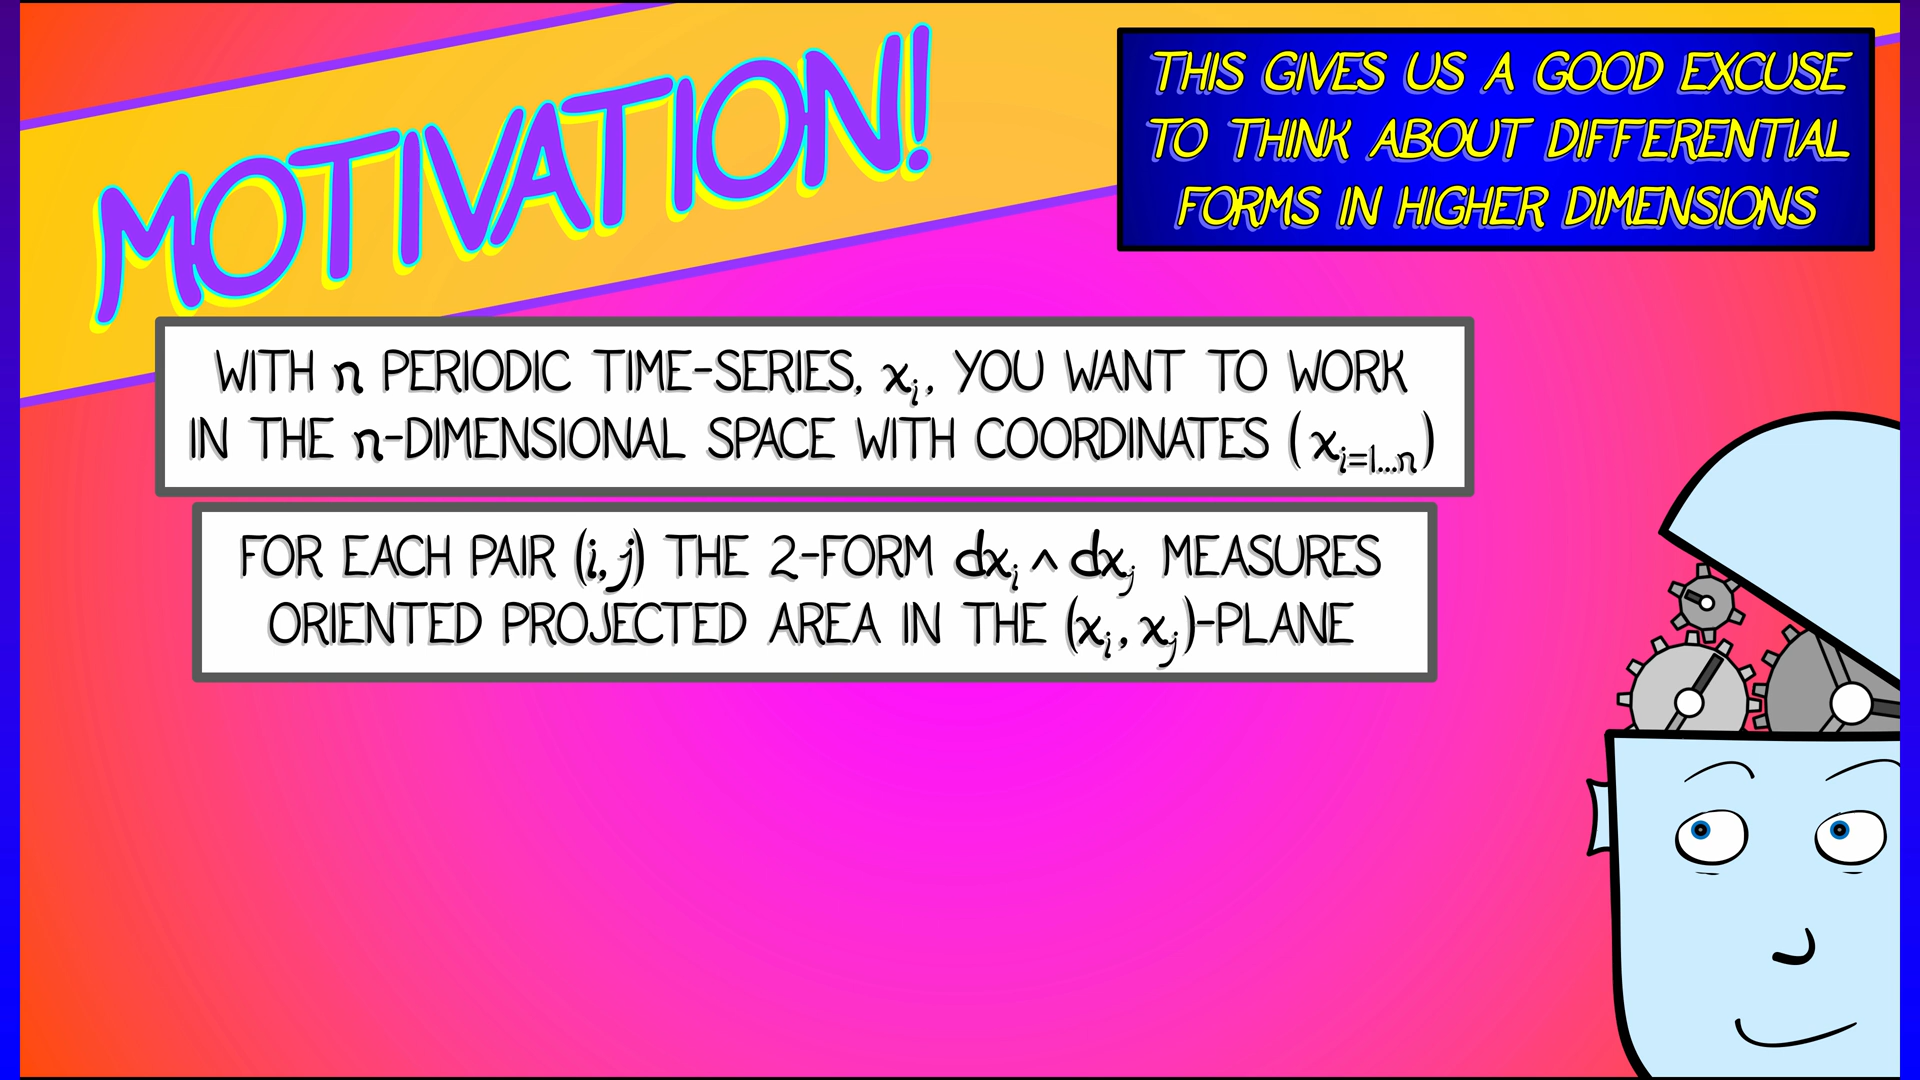 MOTIVATION!
THIS GIVES US A GOOD EXCUSE
TO THINK ABOUT DIFFERENTIAL
FORMS IN HIGHER DIMENSIONS
WITH n PERIODIC TIME-SERIES, xᵢ, YOU WANT TO WORK
IN THE n-DIMENSIONAL SPACE WITH COORDINATES (xᵢ₌₁...ₙ)
FOR EACH PAIR (i,j) THE 2-FORM dxᵢ ∧ dxⱼ MEASURES
ORIENTED PROJECTED AREA IN THE (xᵢ, xⱼ)-PLANE